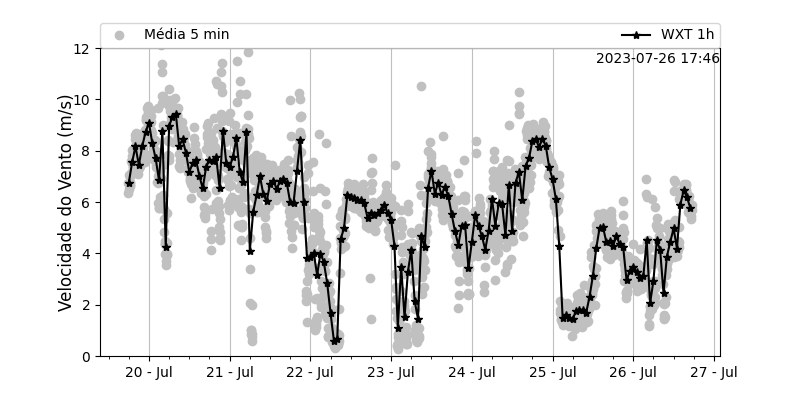 Média 5 min
WXT 1h
2023-07-26 17:46
Velocidade do Vento (m/s)
12
10
8
6
4
2
0
20 - Jul
21 - Jul
22 - Jul
23 - Jul
24 - Jul
25 - Jul
26 - Jul
27 - Jul